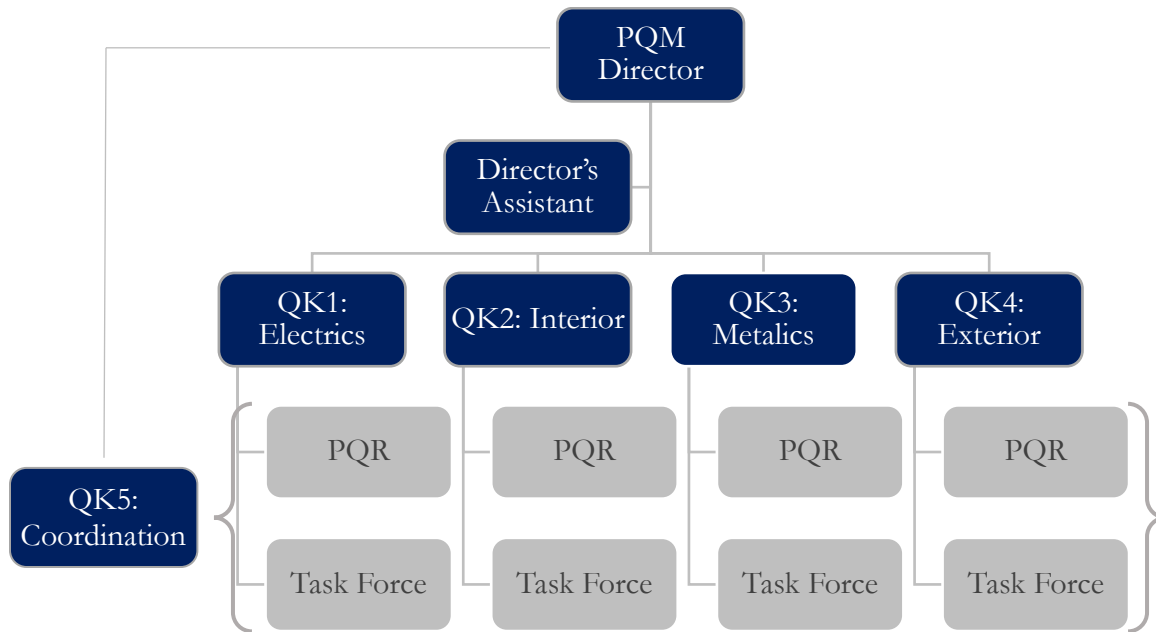 PQM
Director
Director’s
Assistant
QK1:
Electrics
QK2: Interior
QK3:
Metalics
QK4:
Exterior
PQR
PQR
PQR
PQR
QK5:
Coordination
Task Force
Task Force
Task Force
Task Force